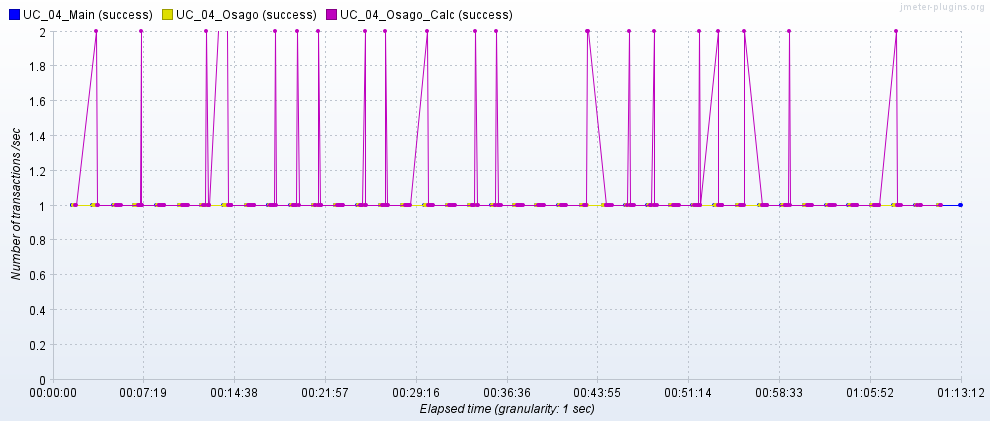 UC_04_Main (success) UC_04_Osago (success) UC_04_Osago_Calc (success)
jmeter-plugins.org
Number of transactions /sec
2
1.8
1.6
1.4
1.2
1
0.8
0.6
0.4
0.2
0
00:00:00 00:07:19 00:14:38 00:21:57 00:29:16 00:36:36 00:43:55 00:51:14 00:58:33 01:05:52 01:13:12
Elapsed time (granularity: 1 sec)